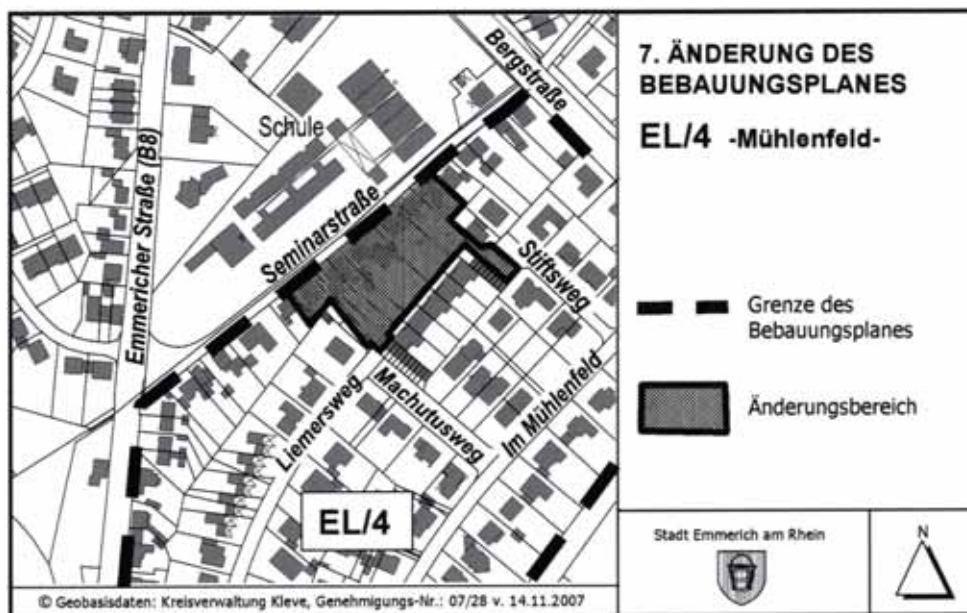 7. ÄNDERUNG DES
BEBAUUNGSPLANES
EL/4 -Mühlenfeld-
Bergstraße
Schule
Emmericher Straße (B8)
Seminarstraße
Stiftsweg
Liemersweg
Machutusweg
Im Mühlenfeld
EL/4
Grenze des
Bebauungsplanes
Änderungsbereich
Stadt Emmerich am Rhein
N
© Geobasisdaten: Kreisverwaltung Kleve, Genehmigungs-Nr.: 07/28 v. 14.11.2007